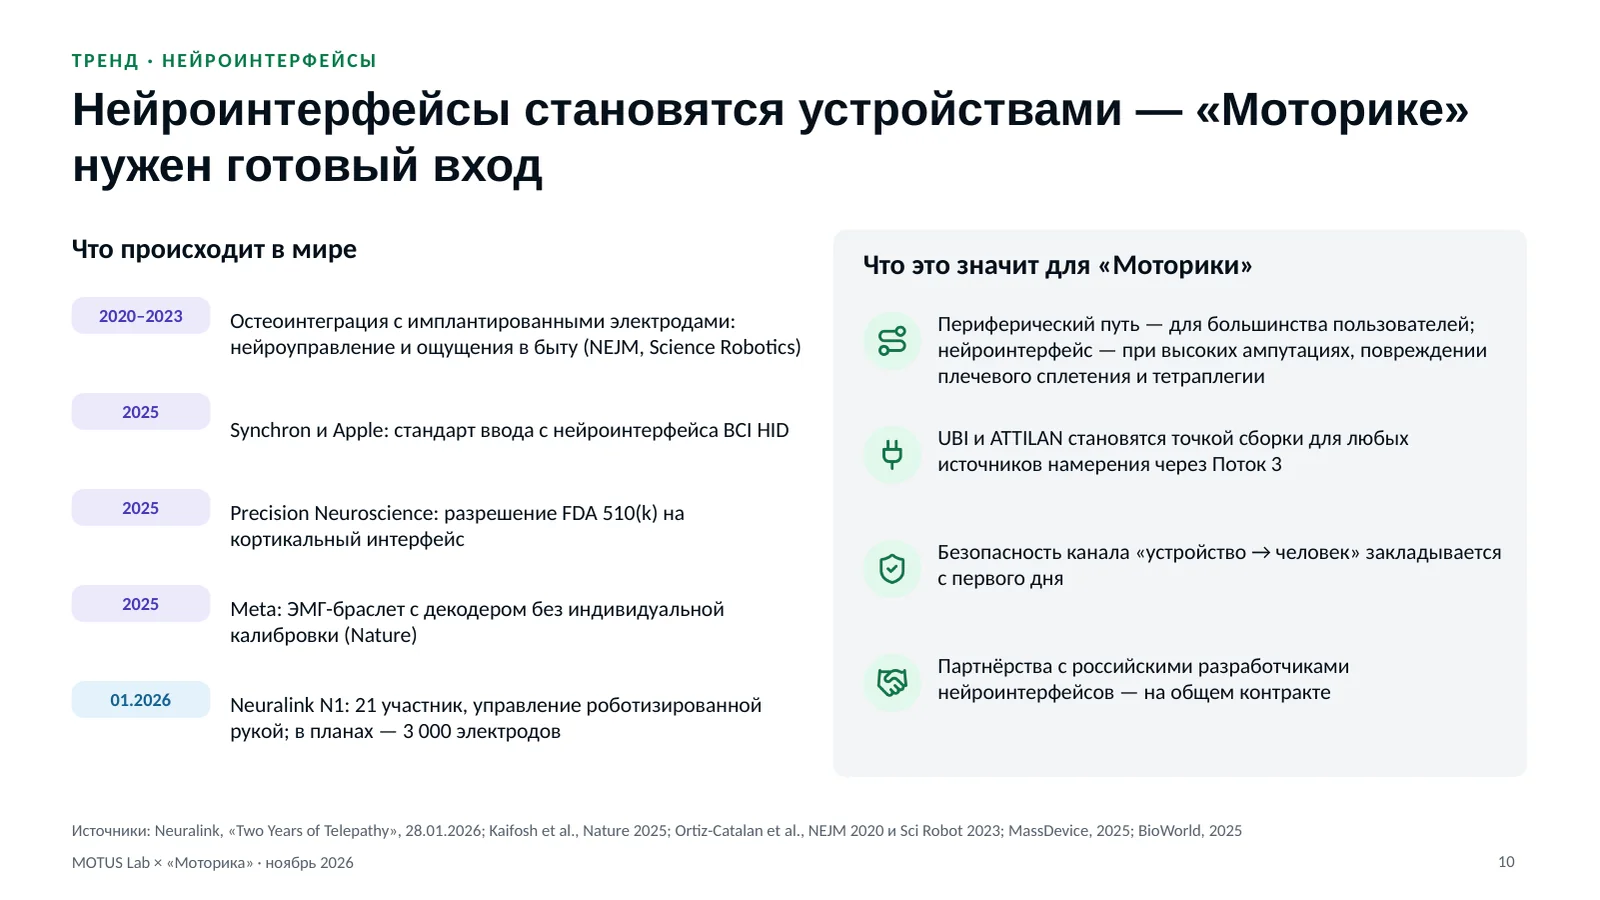 ТРЕНД · НЕЙРОИНТЕРФЕЙСЫ
Нейроинтерфейсы становятся устройствами — «Моторике»
нужен готовый вход
Что происходит в мире
2020–2023
Остеоинтеграция с имплантированными электродами:
нейроуправление и ощущения в быту (NEJM, Science Robotics)
2025
Synchron и Apple: стандарт ввода с нейроинтерфейса BCI HID
2025
Precision Neuroscience: разрешение FDA 510(k) на
кортикальный интерфейс
2025
Meta: ЭМГ-браслет с декодером без индивидуальной
калибровки (Nature)
01.2026
Neuralink N1: 21 участник, управление роботизированной
рукой; в планах — 3 000 электродов
Что это значит для «Моторики»
Периферический путь — для большинства пользователей;
нейроинтерфейс — при высоких ампутациях, повреждении
плечевого сплетения и тетраплегии
UBI и ATTILAN становятся точкой сборки для любых
источников намерения через Поток 3
Безопасность канала «устройство → человек» закладывается
с первого дня
Партнёрства с российскими разработчиками
нейроинтерфейсов — на общем контракте
Источники: Neuralink, «Two Years of Telepathy», 28.01.2026; Kaifosh et al., Nature 2025; Ortiz-Catalan et al., NEJM 2020 и Sci Robot 2023; MassDevice, 2025; BioWorld, 2025
MOTUS Lab × «Моторика» · ноябрь 2026
10